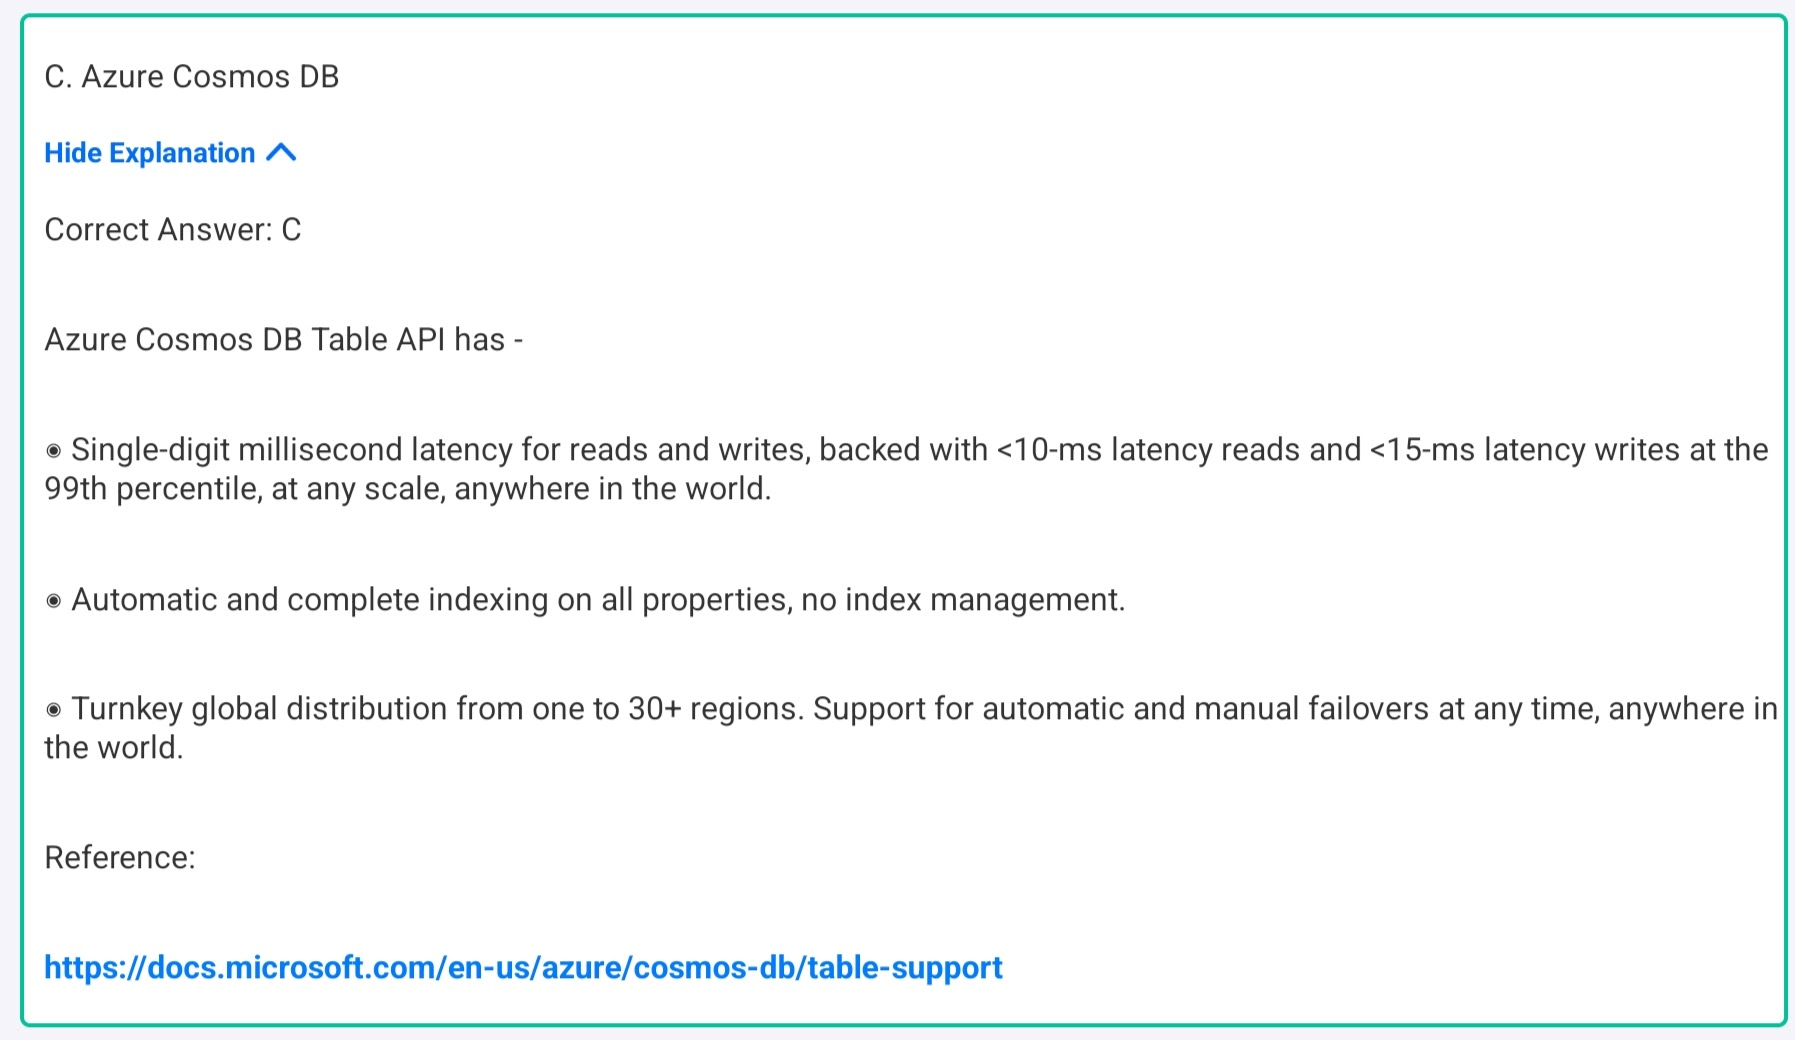 C. Azure Cosmos DB
Hide Explanation
Correct Answer: C
Azure Cosmos DB Table API has -
◉ Single-digit millisecond latency for reads and writes, backed with <10-ms latency reads and <15-ms latency writes at the
99th percentile, at any scale, anywhere in the world.
◉ Automatic and complete indexing on all properties, no index management.
◉ Turnkey global distribution from one to 30+ regions. Support for automatic and manual failovers at any time, anywhere in
the world.
Reference:
https://docs.microsoft.com/en-us/azure/cosmos-db/table-support